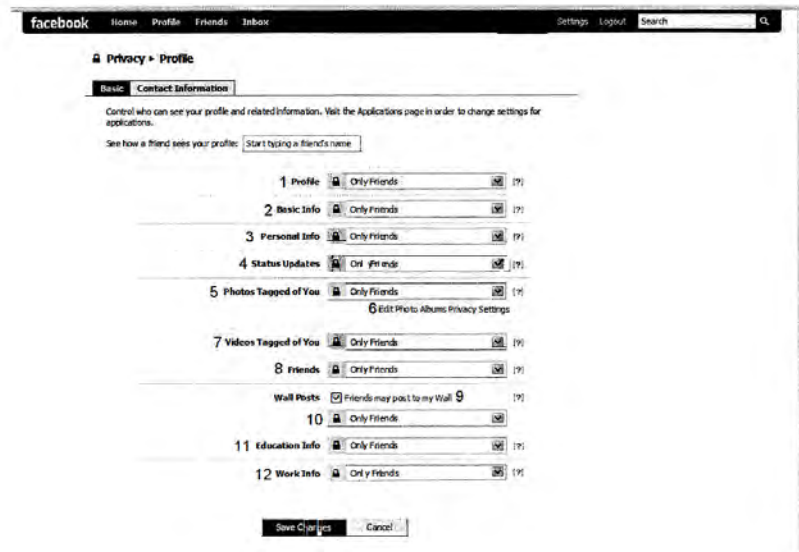 facebook Home Profile Friends Inbox Settings Logout Search
Privacy ▸ Profile
Basic Contact Information
Control who can see your profile and related information. Visit the Applications page in order to change settings for
applications.
See how a friend sees your profile: Start typing a friend's name
1 Profile Only Friends [?]
2 Basic Info Only Friends [?]
3 Personal Info Only Friends [?]
4 Status Updates Onl Friends [?]
5 Photos Tagged of You Only Friends [?]
6 Edit Photo Albums Privacy Settings
7 Videos Tagged of You Only Friends [?]
8 Friends Only Friends [?]
Wall Posts Friends may post to my Wall 9 [?]
10 Only Friends
11 Education Info Only Friends [?]
12 Work Info Only Friends [?]
Save Changes Cancel